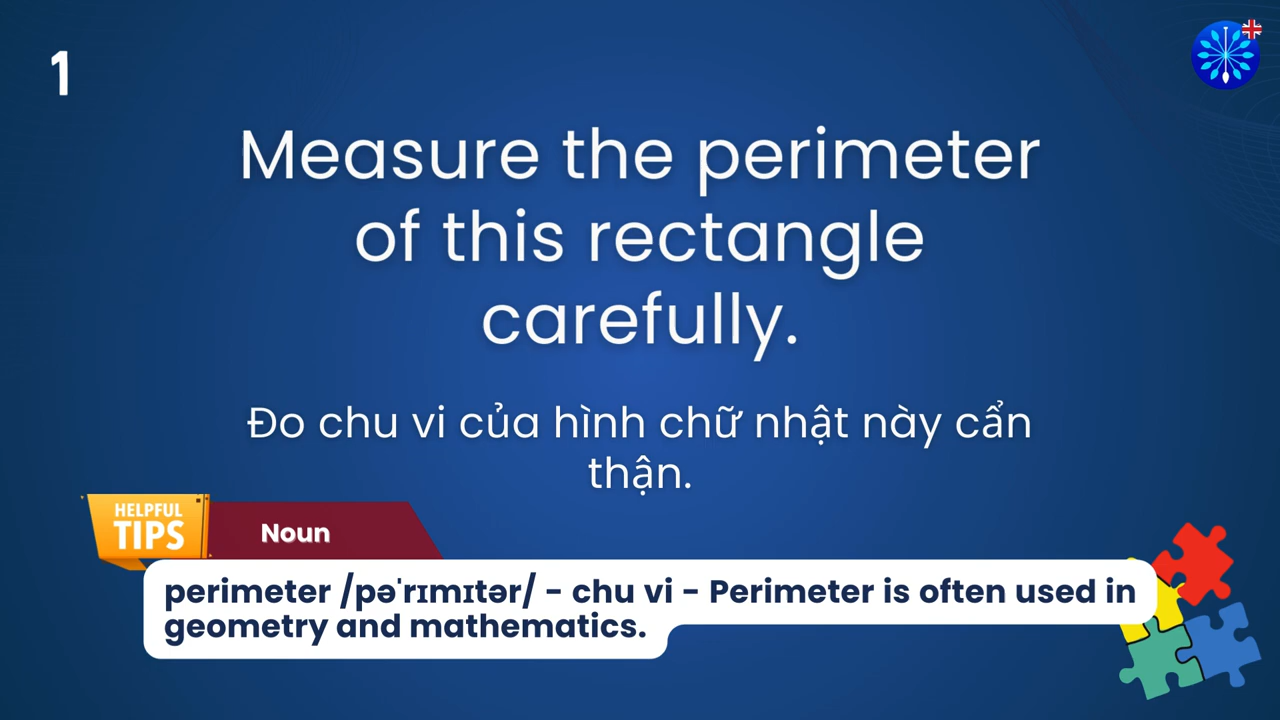 1
Measure the perimeter
of this rectangle
carefully.
Đo chu vi của hình chữ nhật này cẩn
thận.
HELPFUL
TIPS
Noun
perimeter /pəˈrɪmɪtər/ - chu vi - Perimeter is often used in
geometry and mathematics.